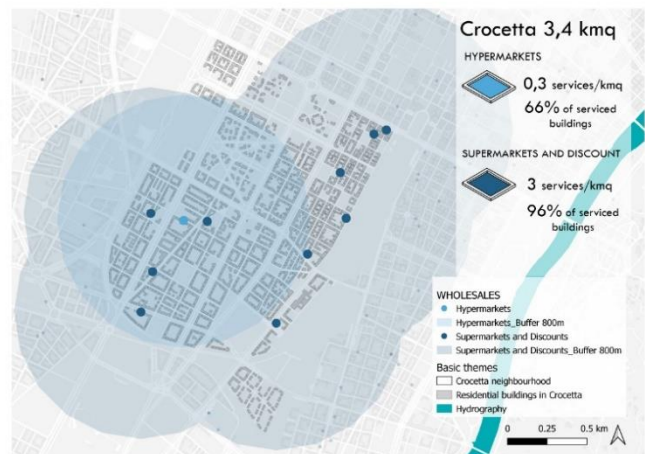 Crocetta 3,4 kmq
HYPERMARKETS
0,3 services/kmq
66% of serviced
buildings
SUPERMARKETS AND DISCOUNT
3 services/kmq
96% of serviced
buildings
WHOLESALES
Hypermarkets
Hypermarkets_Buffer 800m
Supermarkets and Discounts
Supermarkets and Discounts_Buffer 800m
Basic themes
Crocetta neighbourhood
Residential buildings in Crocetta
Hydrography
0 0.25 0.5 km